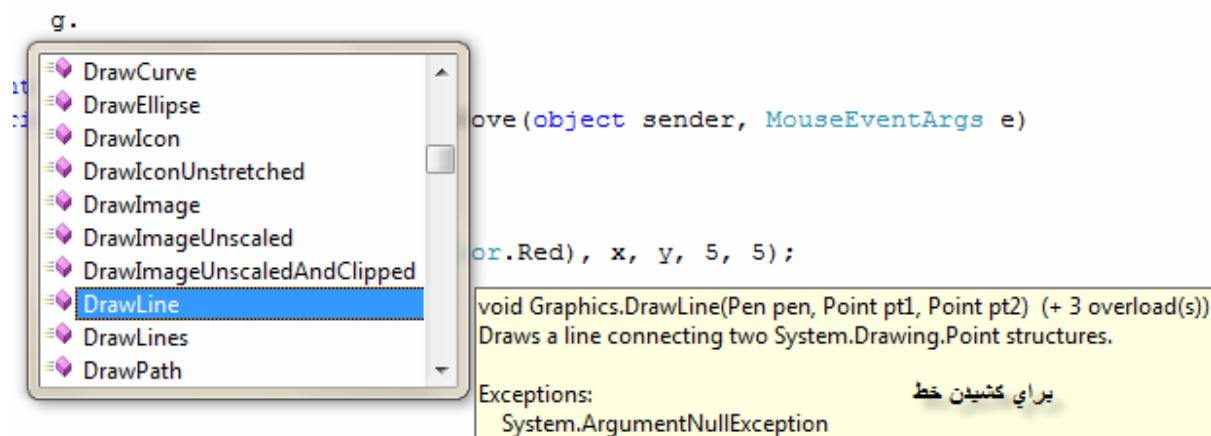 g.
DrawCurve
DrawEllipse
DrawIcon
DrawIconUnstretched
DrawImage
DrawImageUnscaled
DrawImageUnscaledAndClipped
DrawLine
DrawLines
DrawPath
ove(object sender, MouseEventArgs e)
or.Red), x, y, 5, 5);
void Graphics.DrawLine(Pen pen, Point pt1, Point pt2) (+ 3 overload(s))
Draws a line connecting two System.Drawing.Point structures.
Exceptions:
براي كشيدن خط
System.ArgumentNullException